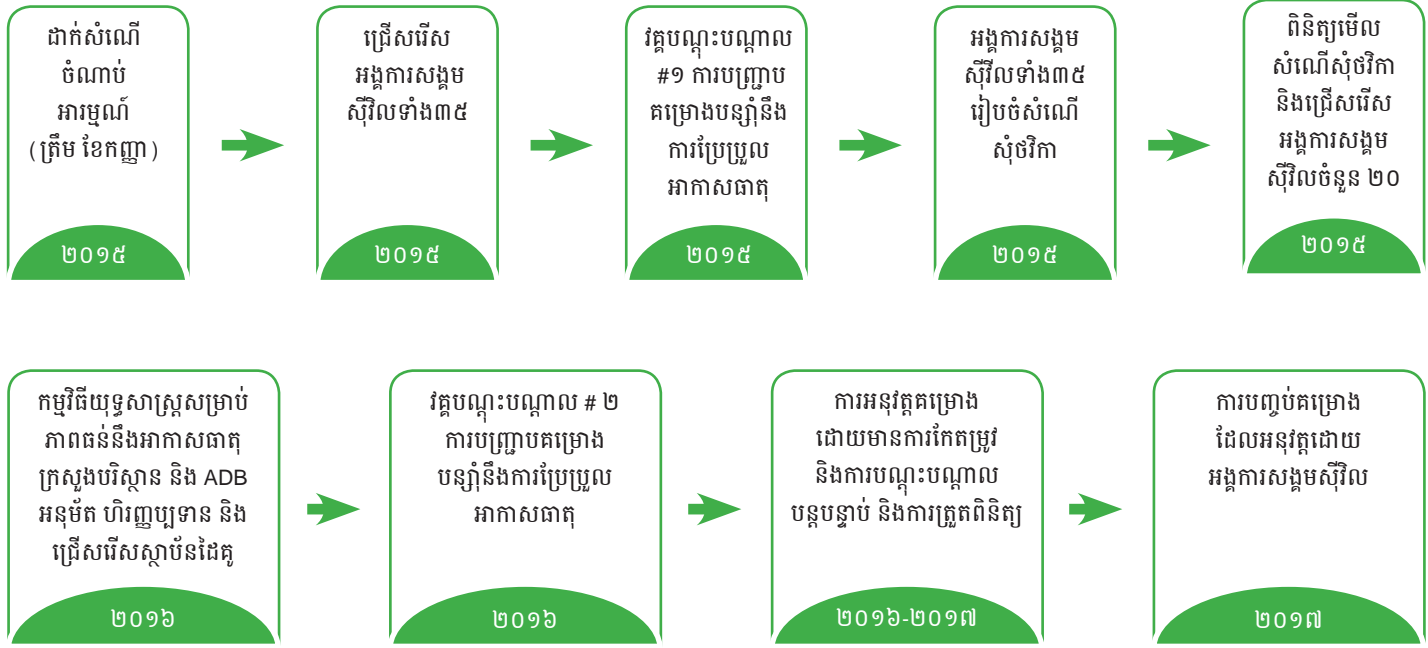 ដាក់សំណើ
ចំណាប់
អារម្មណ៍
(ត្រឹម ខែកញ្ញា)
២០១៥
ជ្រើសរើស
អង្គការសង្គម
ស៊ីវិលទាំង៣៥
២០១៥
វគ្គបណ្តុះបណ្តាល
#១ ការបញ្ជ្រាប
គម្រោងបន្សាំនឹង
ការប្រែប្រួល
អាកាសធាតុ
២០១៥
អង្គការសង្គម
ស៊ីវីលទាំង៣៥
រៀបចំសំណើ
សុំថវិកា
២០១៥
ពិនិត្យមើល
សំណើសុំថវិកា
និងជ្រើសរើស
អង្គការសង្គម
ស៊ីវិលចំនួន ២០
២០១៥
កម្មវិធីយុទ្ធសាស្ត្រសម្រាប់
ភាពធន់នឹងអាកាសធាតុ
ក្រសួងបរិស្ថាន និង ADB
អនុម័ត ហិរញ្ញប្បទាន និង
ជ្រើសរើសស្ថាប័នដៃគូ
២០១៦
វគ្គបណ្តុះបណ្តាល # ២
ការបញ្ជ្រាបគម្រោង
បន្សាំនឹងការប្រែប្រួល
អាកាសធាតុ
២០១៦
ការអនុវត្តគម្រោង
ដោយមានការកែតម្រូវ
និងការបណ្តុះបណ្តាល
បន្តបន្ទាប់ និងការត្រួតពិនិត្យ
២០១៦-២០១៧
ការបញ្ចប់គម្រោង
ដែលអនុវត្តដោយ
អង្គការសង្គមស៊ីវិល
២០១៧